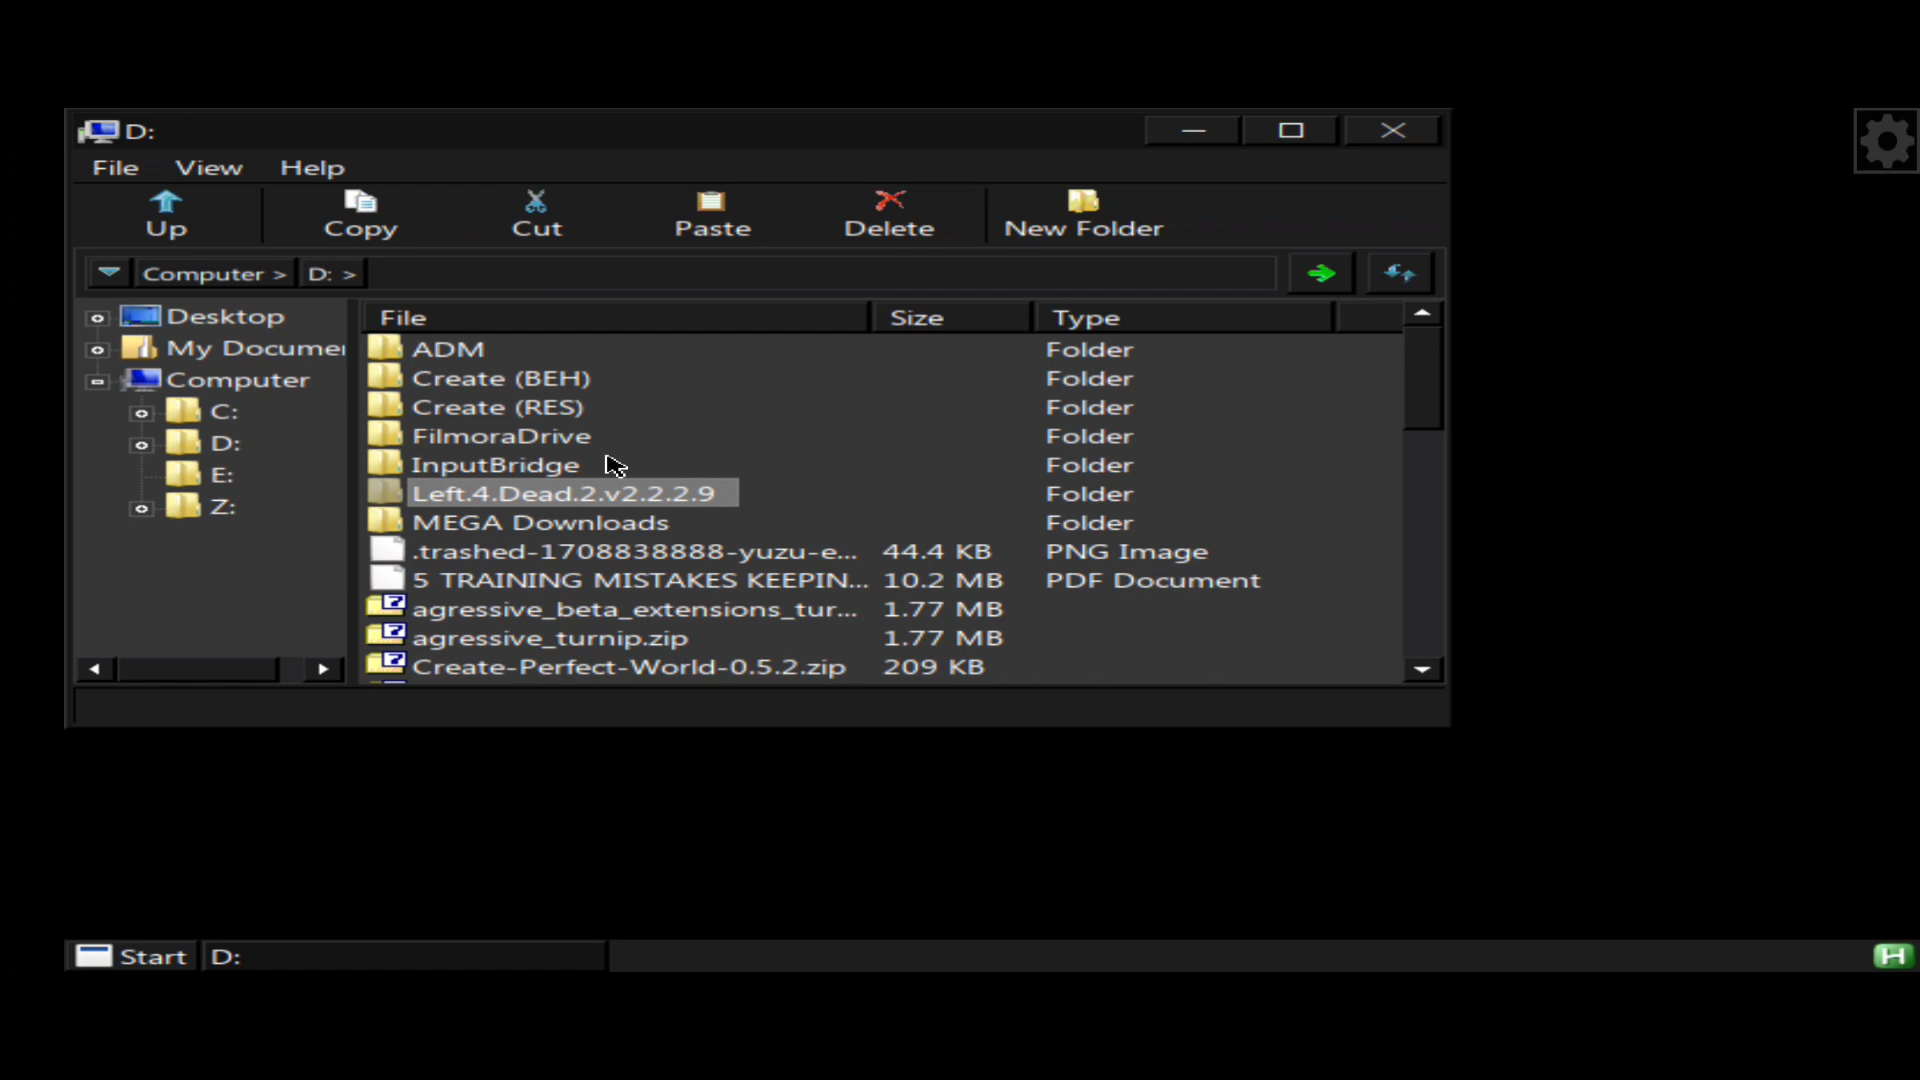 D:
File View Help
Up Copy Cut Paste Delete New Folder
Computer > D: >
Desktop
My Documer
Computer
C:
D:
E:
Z:
File Size Type
ADM Folder
Create (BEH) Folder
Create (RES) Folder
FilmoraDrive Folder
InputBridge Folder
Left.4.Dead.2.v2.2.2.9 Folder
MEGA Downloads Folder
.trashed-1708838888-yuzu-e... 44.4 KB PNG Image
5 TRAINING MISTAKES KEEPIN... 10.2 MB PDF Document
agressive_beta_extensions_tur... 1.77 MB
agressive_turnip.zip 1.77 MB
Create-Perfect-World-0.5.2.zip 209 KB
Start D: H